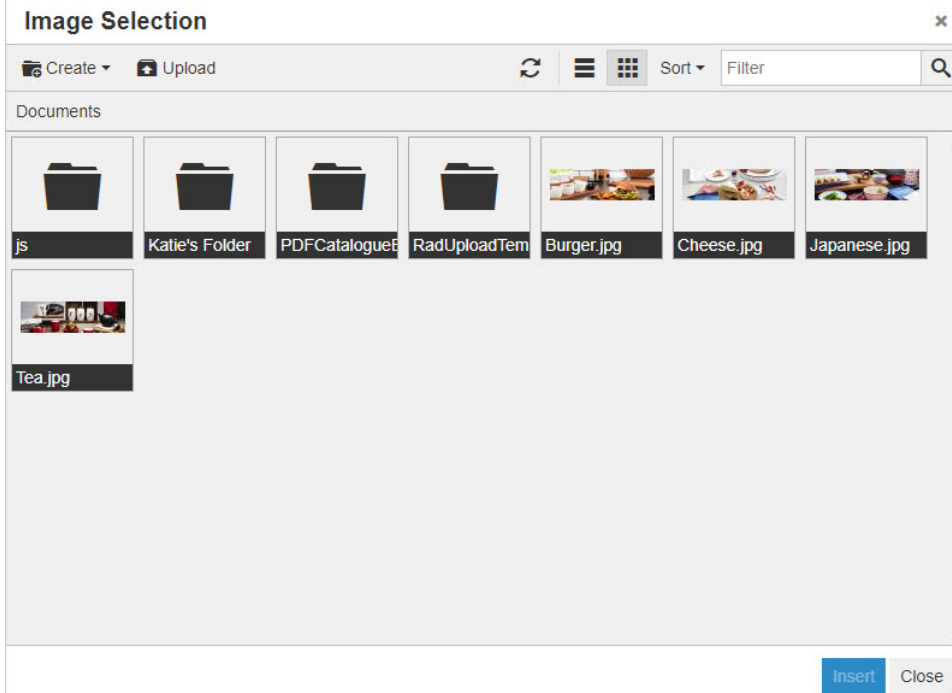 Image Selection
Create
Upload
Sort
Filter
Documents
js
Katie's Folder
PDFCatalogueE
RadUploadTem
Burger.jpg
Cheese.jpg
Japanese.jpg
Tea.jpg
Insert
Close